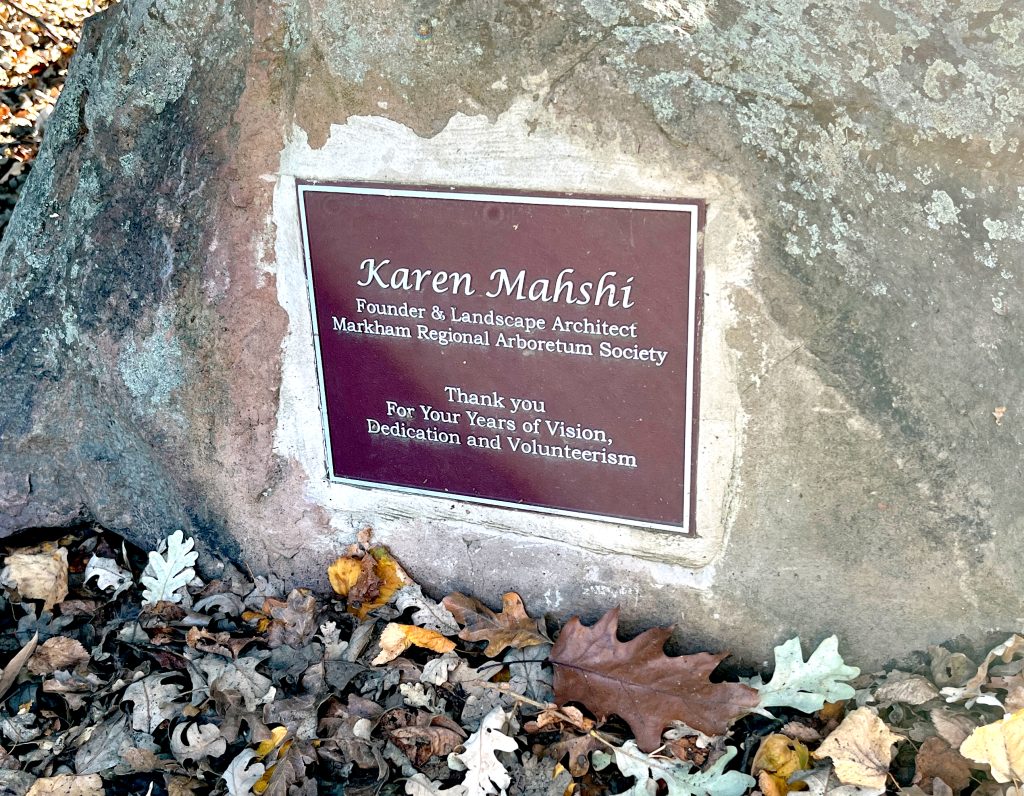 Karen Mahshi
Founder & Landscape Architect
Markham Regional Arboretum Society
Thank you
For Your Years of Vision,
Dedication and Volunteerism